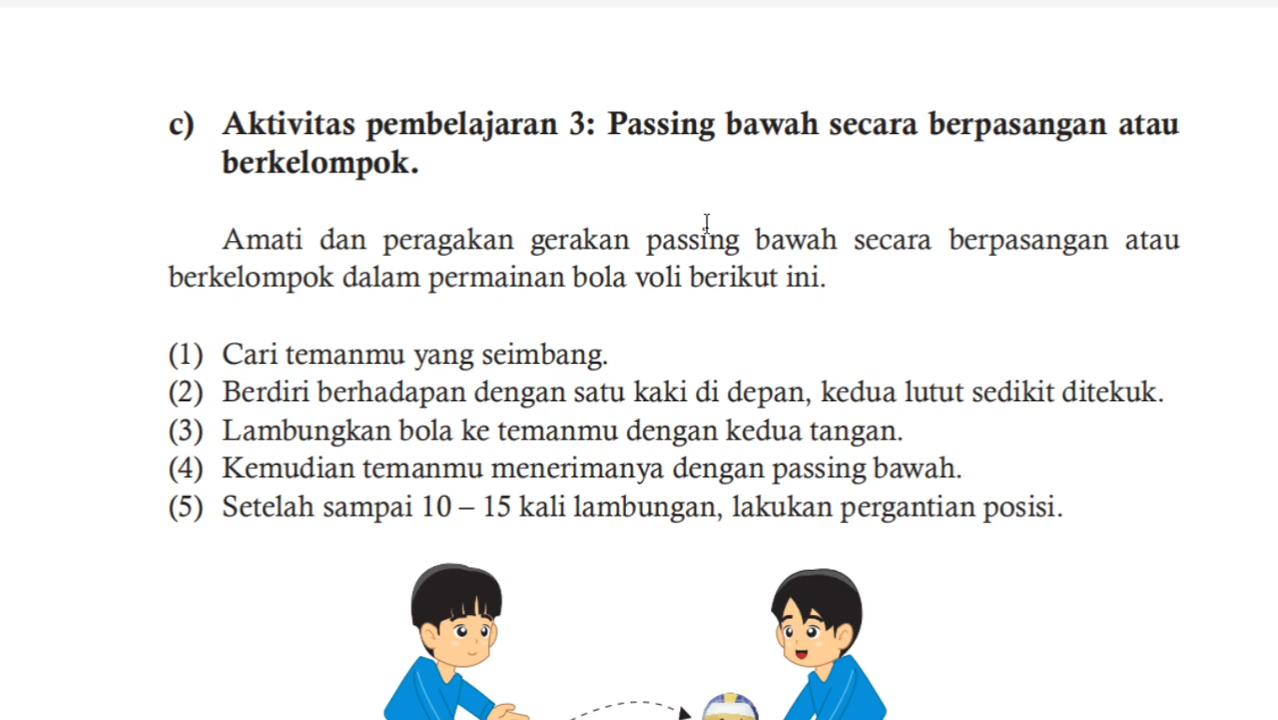 c) Aktivitas pembelajaran 3: Passing bawah secara berpasangan atau
berkelompok.
Amati dan peragakan gerakan passing bawah secara berpasangan atau
berkelompok dalam permainan bola voli berikut ini.
(1) Cari temanmu yang seimbang.
(2) Berdiri berhadapan dengan satu kaki di depan, kedua lutut sedikit ditekuk.
(3) Lambungkan bola ke temanmu dengan kedua tangan.
(4) Kemudian temanmu menerimanya dengan passing bawah.
(5) Setelah sampai 10 – 15 kali lambungan, lakukan pergantian posisi.